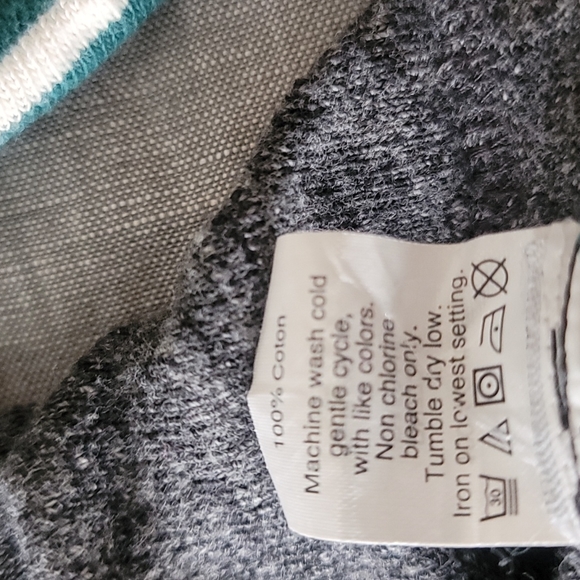 100% Coton
Machine wash cold
gentle cycle,
with like colors.
Non chlorine
bleach only.
Tumble dry low.
Iron on lowest setting.
30